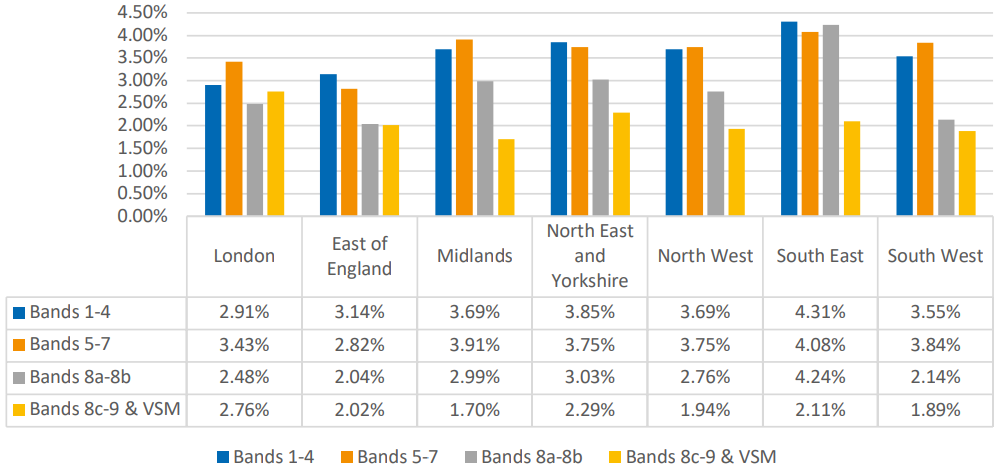 4.50%
4.00%
3.50%
3.00%
2.50%
2.00%
1.50%
1.00%
0.50%
0.00%
London East of England Midlands North East and Yorkshire North West South East South West
Bands 1-4 2.91% 3.14% 3.69% 3.85% 3.69% 4.31% 3.55%
Bands 5-7 3.43% 2.82% 3.91% 3.75% 3.75% 4.08% 3.84%
Bands 8a-8b 2.48% 2.04% 2.99% 3.03% 2.76% 4.24% 2.14%
Bands 8c-9 & VSM 2.76% 2.02% 1.70% 2.29% 1.94% 2.11% 1.89%
Bands 1-4 Bands 5-7 Bands 8a-8b Bands 8c-9 & VSM